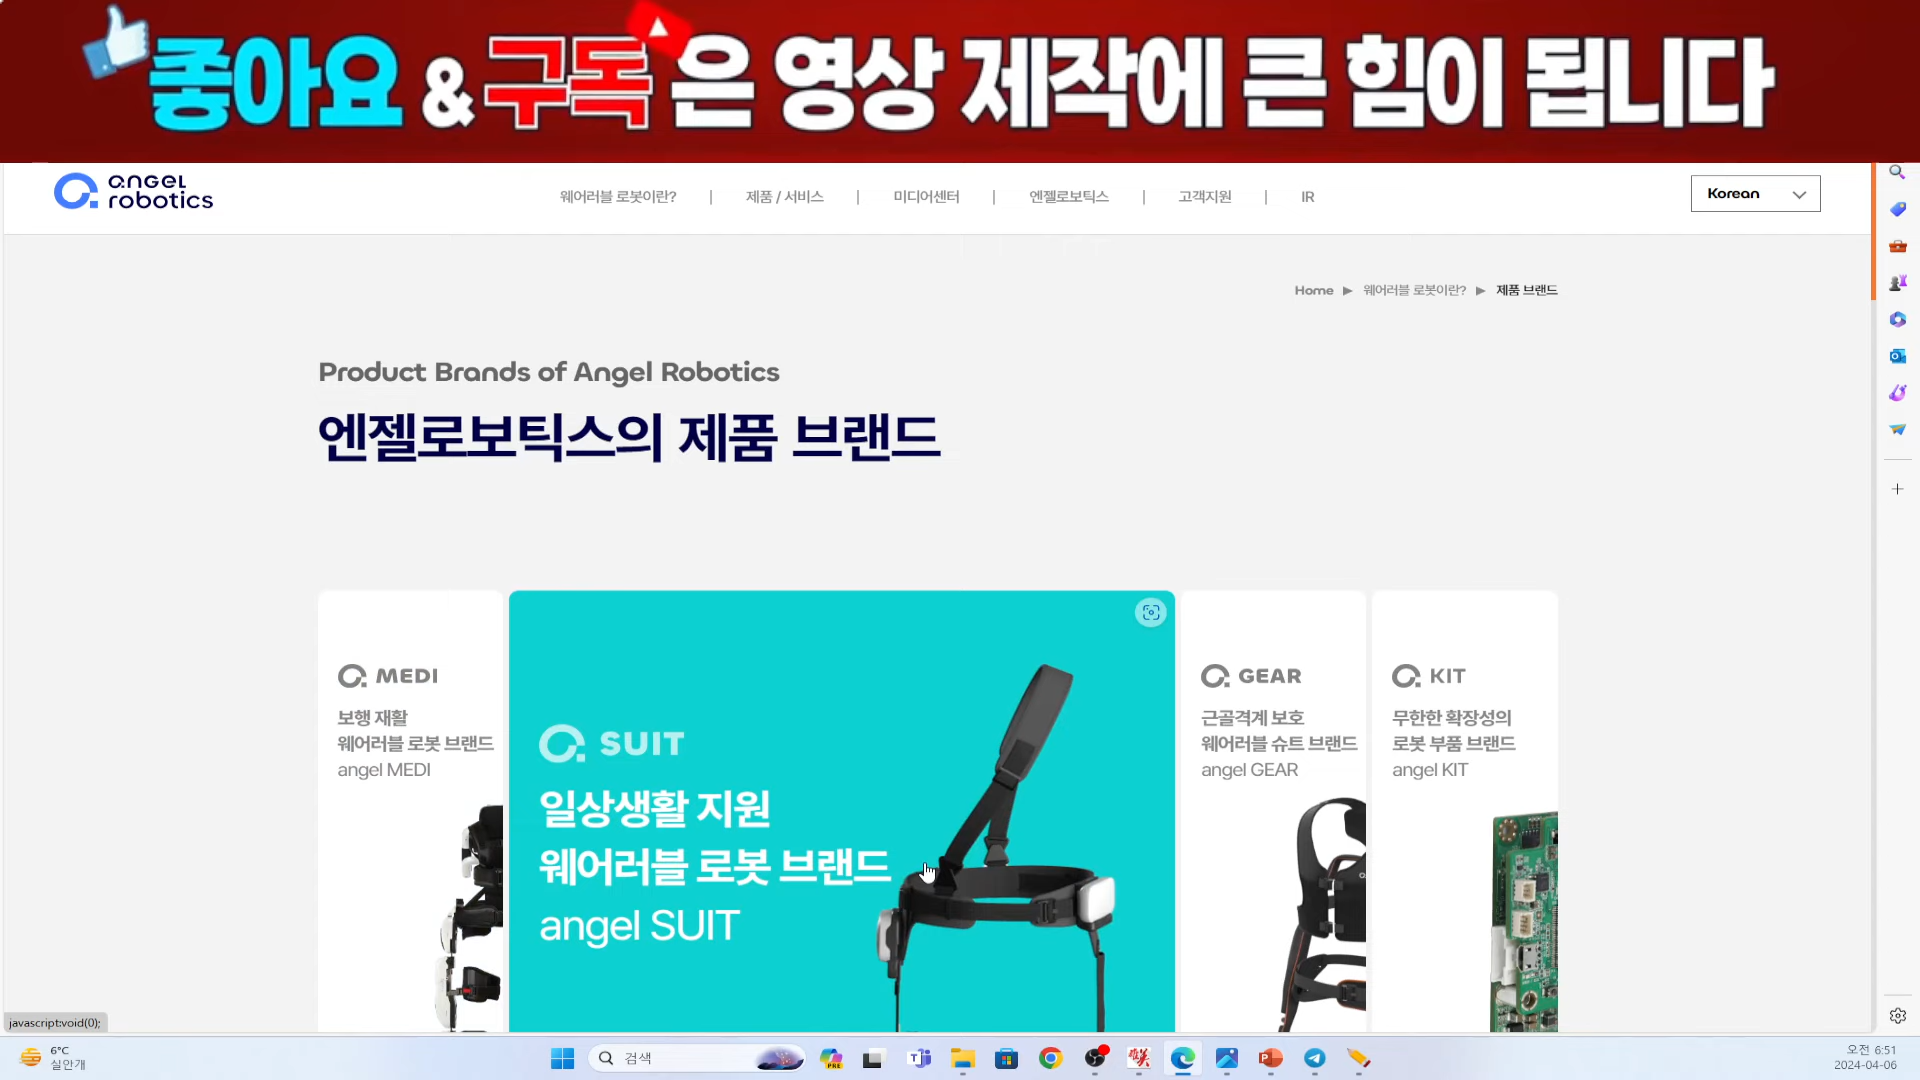 좋아요 & 구독은 영상 제작에 큰 힘이 됩니다
angel robotics
웨어러블 로봇이란? | 제품 / 서비스 | 미디어센터 | 엔젤로보틱스 | 고객지원 | IR
Korean
Home ▶ 웨어러블 로봇이란? ▶ 제품 브랜드
Product Brands of Angel Robotics
엔젤로보틱스의 제품 브랜드
MEDI
보행 재활
웨어러블 로봇 브랜드
angel MEDI
SUIT
일상생활 지원
웨어러블 로봇 브랜드
angel SUIT
GEAR
근골격계 보호
웨어러블 슈트 브랜드
angel GEAR
KIT
무한한 확장성의
로봇 부품 브랜드
angel KIT
javascript:void(0);
6°C
실안개
검색
PRE
오전 6:51
2024-04-06